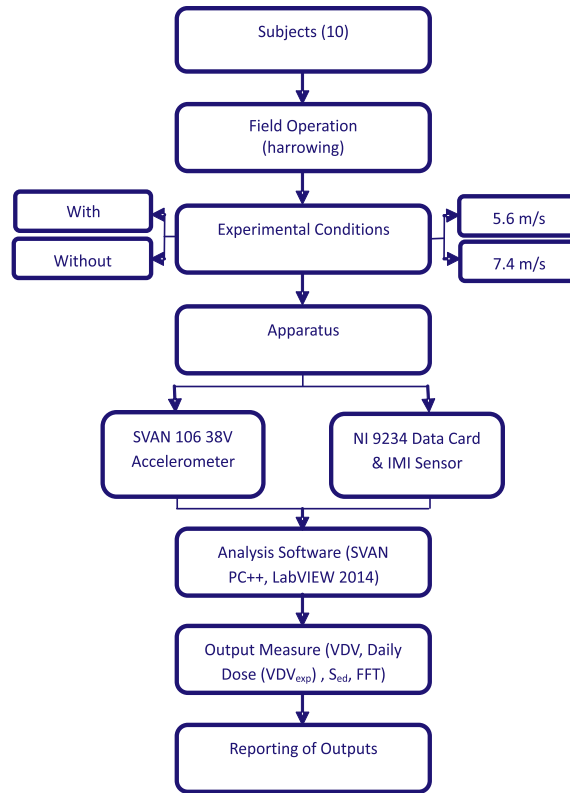 Subjects (10)
Field Operation
(harrowing)
With
Without
Experimental Conditions
5.6 m/s
7.4 m/s
Apparatus
SVAN 106 38V
Accelerometer
NI 9234 Data Card
& IMI Sensor
Analysis Software (SVAN
PC++, LabVIEW 2014)
Output Measure (VDV, Daily
Dose (VDVexp) , Sed, FFT)
Reporting of Outputs